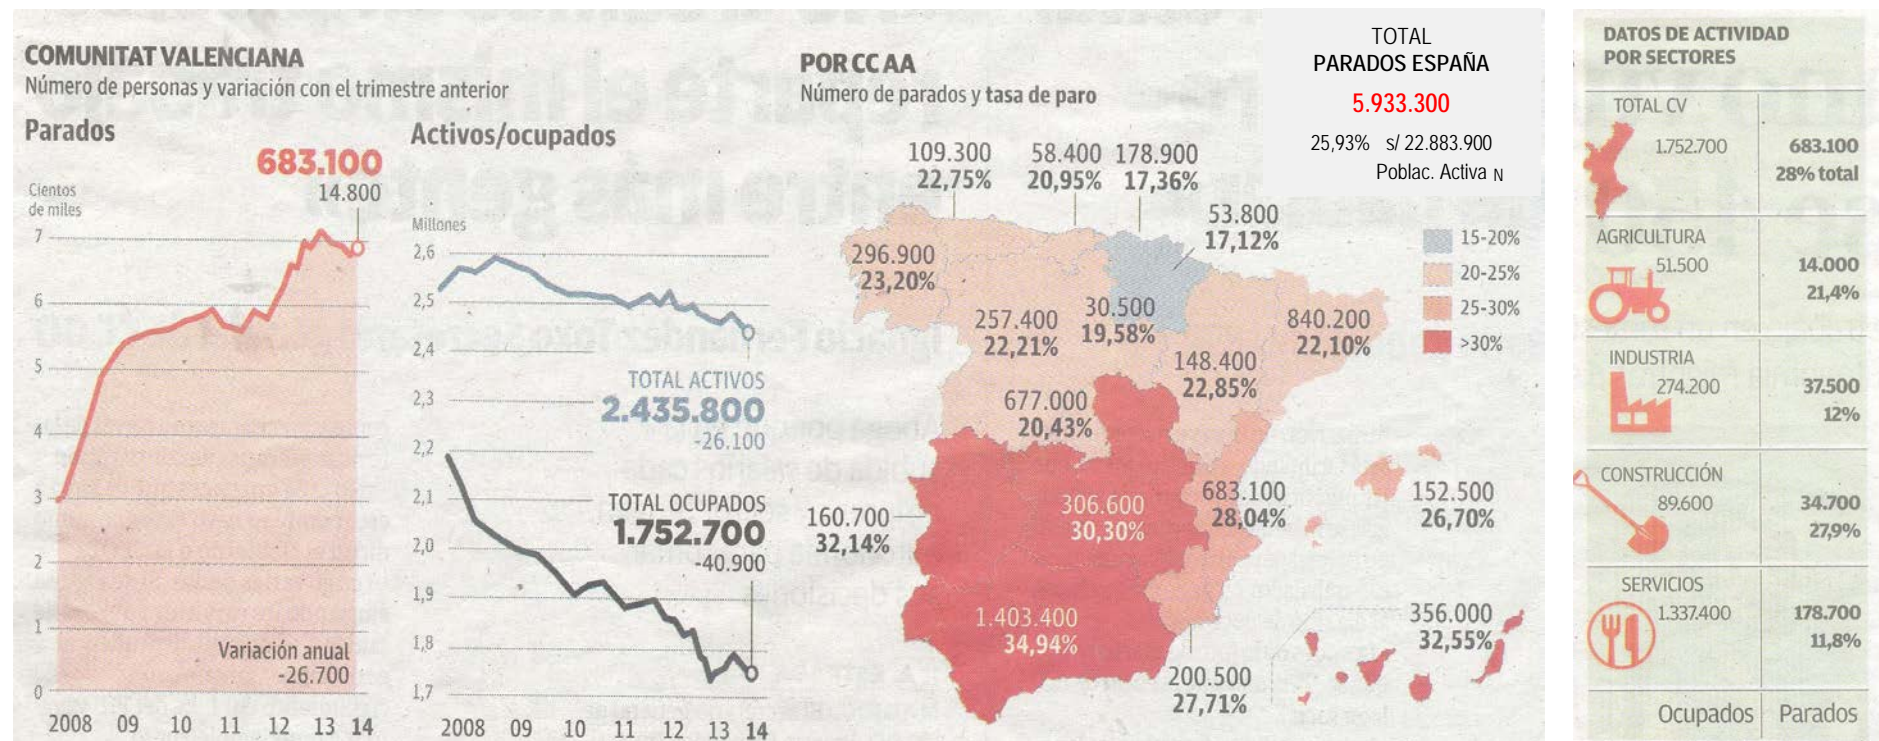 COMUNITAT VALENCIANA
Número de personas y variación con el trimestre anterior
Parados
683.100
14.800
Cientos
de miles
7
6
5
4
3
2
1
0
Variación anual
-26.700
2008 09 10 11 12 13 14
Activos/ocupados
Millones
2,6
2,5
2,4
2,3
2,2
2,1
2,0
1,9
1,8
1,7
TOTAL ACTIVOS
2.435.800
-26.100
TOTAL OCUPADOS
1.752.700
-40.900
2008 09 10 11 12 13 14
POR CC AA
Número de parados y tasa de paro
109.300
22,75%
58.400
20,95%
178.900
17,36%
53.800
17,12%
296.900
23,20%
257.400
22,21%
30.500
19,58%
840.200
22,10%
148.400
22,85%
677.000
20,43%
160.700
32,14%
306.600
30,30%
683.100
28,04%
152.500
26,70%
1.403.400
34,94%
200.500
27,71%
356.000
32,55%
15-20%
20-25%
25-30%
>30%
TOTAL
PARADOS ESPAÑA
5.933.300
25,93% s/ 22.883.900
Poblac. Activa N
DATOS DE ACTIVIDAD
POR SECTORES
TOTAL CV
1.752.700 683.100
28% total
AGRICULTURA
51.500 14.000
21,4%
INDUSTRIA
274.200 37.500
12%
CONSTRUCCIÓN
89.600 34.700
27,9%
SERVICIOS
1.337.400 178.700
11,8%
Ocupados Parados